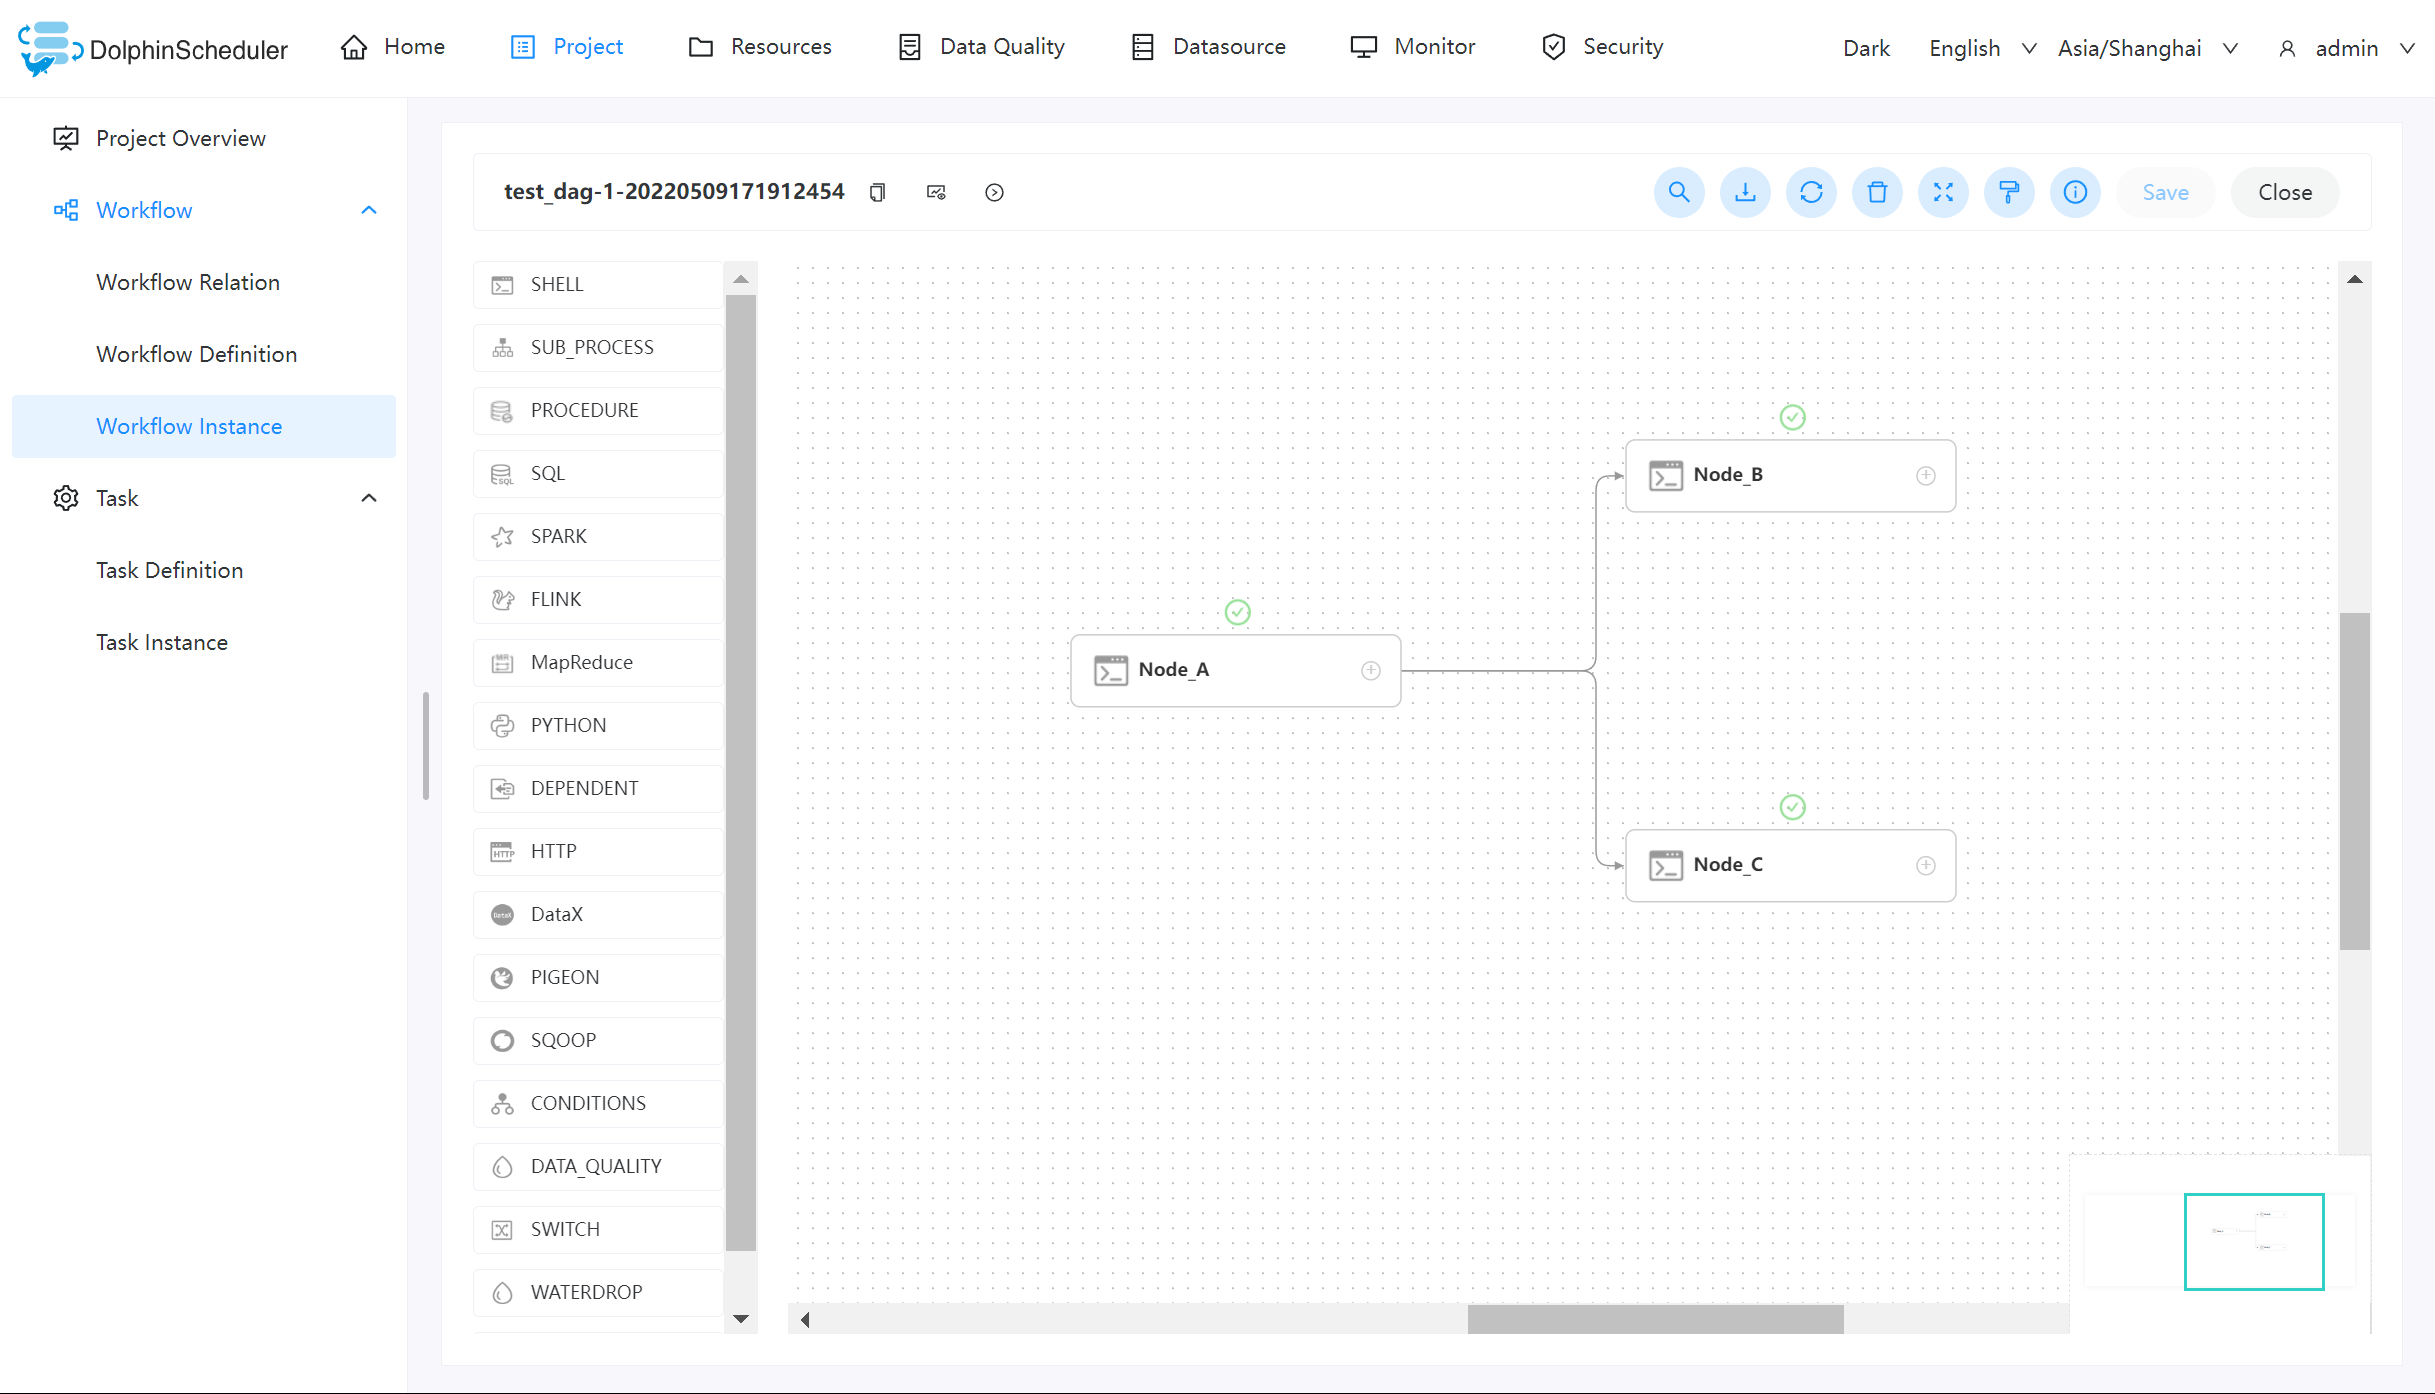 DolphinScheduler
Home
Project
Resources
Data Quality
Datasource
Monitor
Security
Dark
English
Asia/Shanghai
admin
Project Overview
Workflow
Workflow Relation
Workflow Definition
Workflow Instance
Task
Task Definition
Task Instance
test_dag-1-20220509171912454
Save
Close
SHELL
SUB_PROCESS
PROCEDURE
SQL
SPARK
FLINK
MapReduce
PYTHON
DEPENDENT
HTTP
DataX
PIGEON
SQOOP
CONDITIONS
DATA_QUALITY
SWITCH
WATERDROP
Node_A
Node_B
Node_C